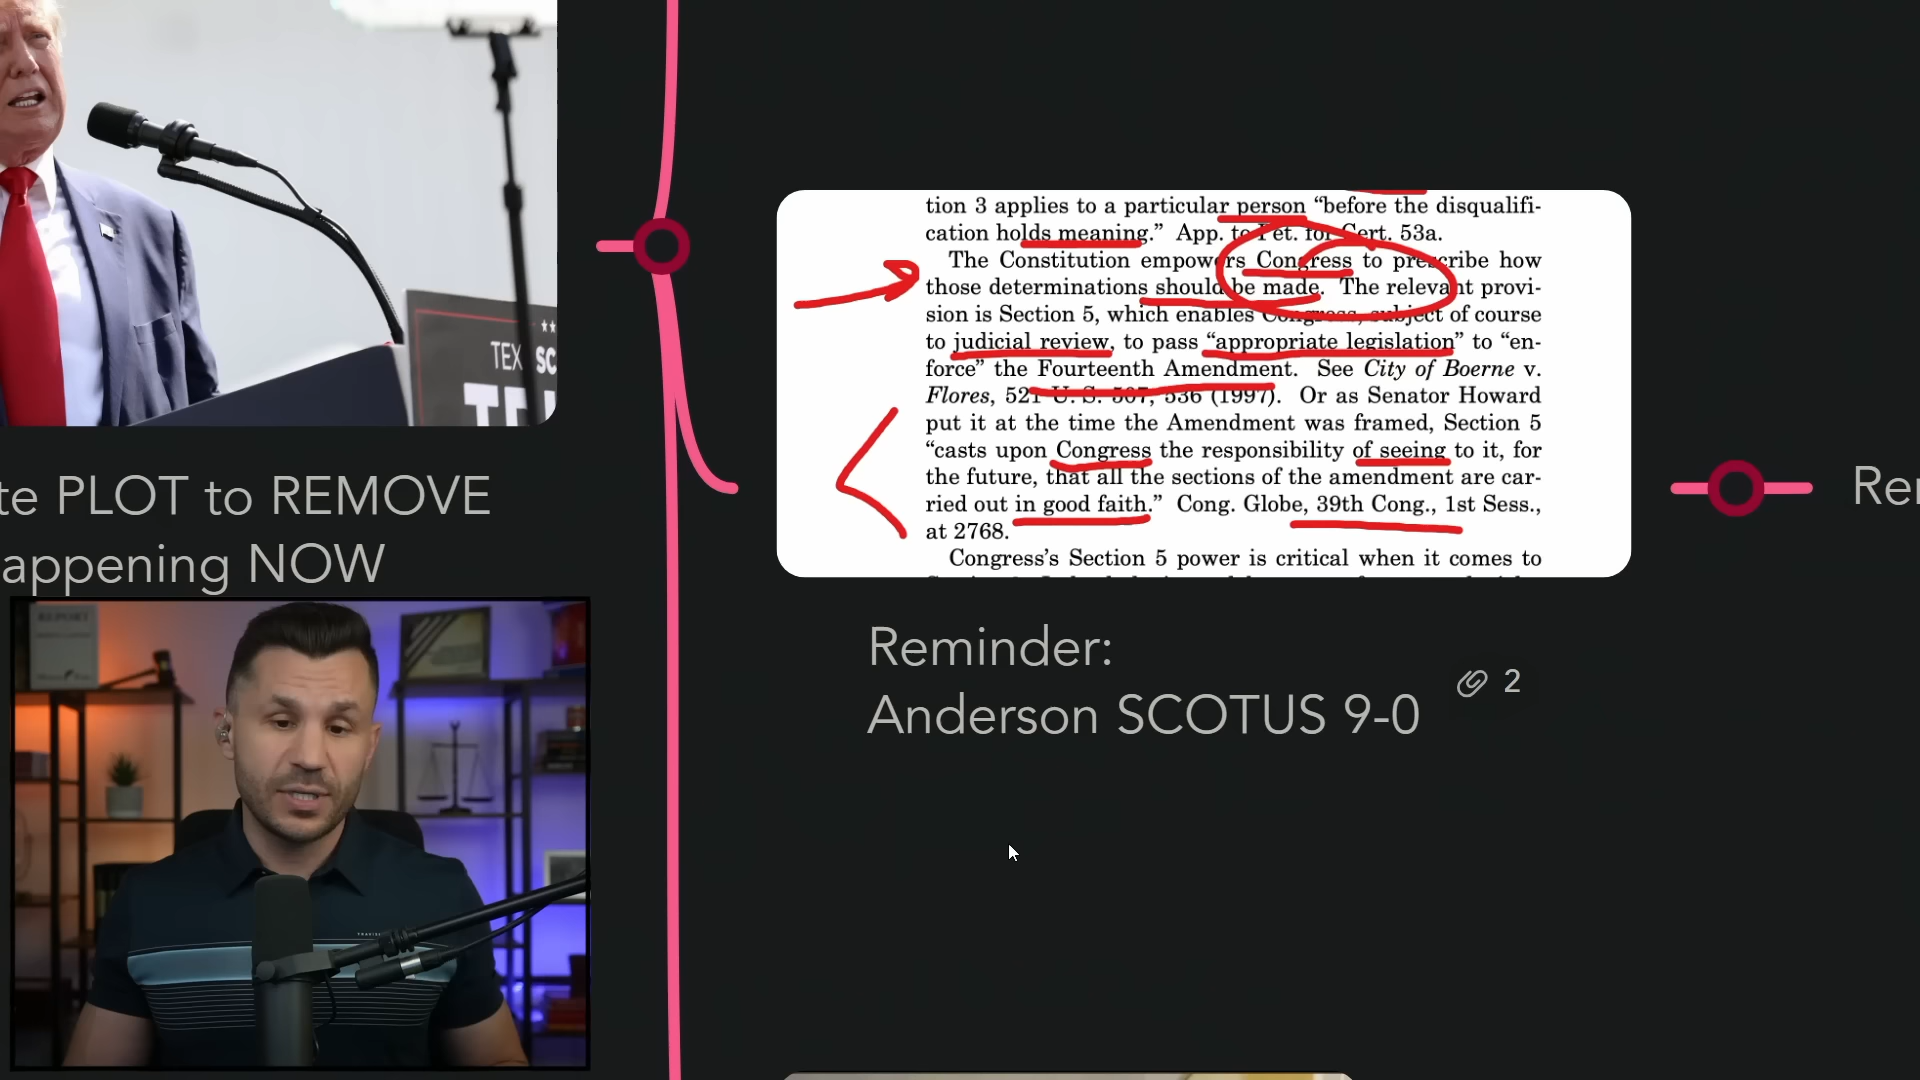 TEX
SC
te PLOT to REMOVE
appening NOW
REPORT
tion 3 applies to a particular person “before the disqualifi-
cation holds meaning.” App. to Pet. for Cert. 53a.
The Constitution empowers Congress to prescribe how
those determinations should be made. The relevant provi-
sion is Section 5, which enables Congress, subject of course
to judicial review, to pass “appropriate legislation” to “en-
force” the Fourteenth Amendment. See City of Boerne v.
Flores, 521 U. S. 507, 536 (1997). Or as Senator Howard
put it at the time the Amendment was framed, Section 5
“casts upon Congress the responsibility of seeing to it, for
the future, that all the sections of the amendment are car-
ried out in good faith.” Cong. Globe, 39th Cong., 1st Sess.,
at 2768.
Congress’s Section 5 power is critical when it comes to
Reminder:
Anderson SCOTUS 9-0
2